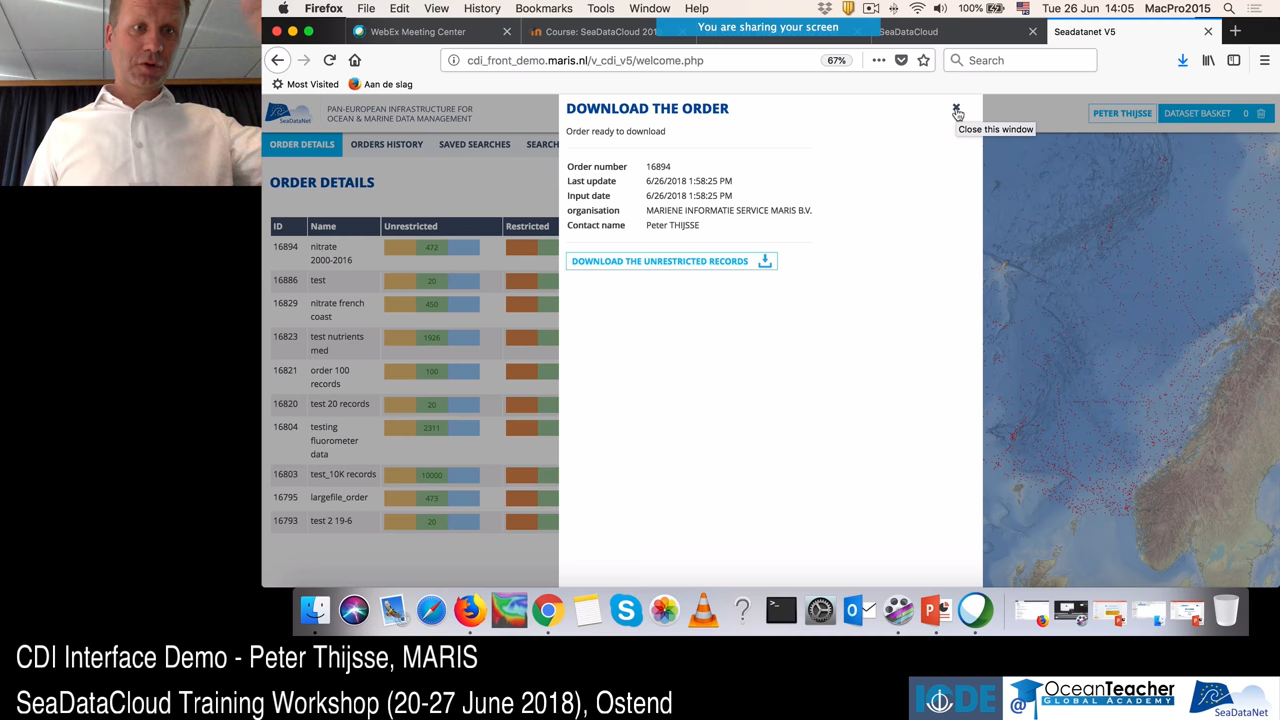 Firefox File Edit View History Bookmarks Tools Window Help
You are sharing your screen
100% Tue 26 Jun 14:05 MacPro2015
WebEx Meeting Center
Course: SeaDataCloud 201
SeaDataCloud
Seadatanet V5
cdi_front_demo.maris.nl/v_cdi_v5/welcome.php
67%
Search
Most Visited
Aan de slag
SeaDataNet
PAN-EUROPEAN INFRASTRUCTURE FOR
OCEAN & MARINE DATA MANAGEMENT
PETER THIJSSE
DATASET BASKET 0
ORDER DETAILS ORDERS HISTORY SAVED SEARCHES SEARCH
ORDER DETAILS
ID Name Unrestricted Restricted
16894 nitrate 472
2000-2016
16886 test 20
16829 nitrate french 450
coast
16823 test nutrients 1926
med
16821 order 100 100
records
16820 test 20 records 20
16804 testing 2311
fluorometer
data
16803 test_10K records 10000
16795 largefile_order 473
16793 test 2 19-6 20
DOWNLOAD THE ORDER
Close this window
Order ready to download
Order number 16894
Last update 6/26/2018 1:58:25 PM
Input date 6/26/2018 1:58:25 PM
organisation MARIENE INFORMATIE SERVICE MARIS B.V.
Contact name Peter THIJSSE
DOWNLOAD THE UNRESTRICTED RECORDS
CDI Interface Demo - Peter Thijsse, MARIS
SeaDataCloud Training Workshop (20-27 June 2018), Ostend
IODE
OceanTeacher
GLOBAL ACADEMY
SeaDataNet